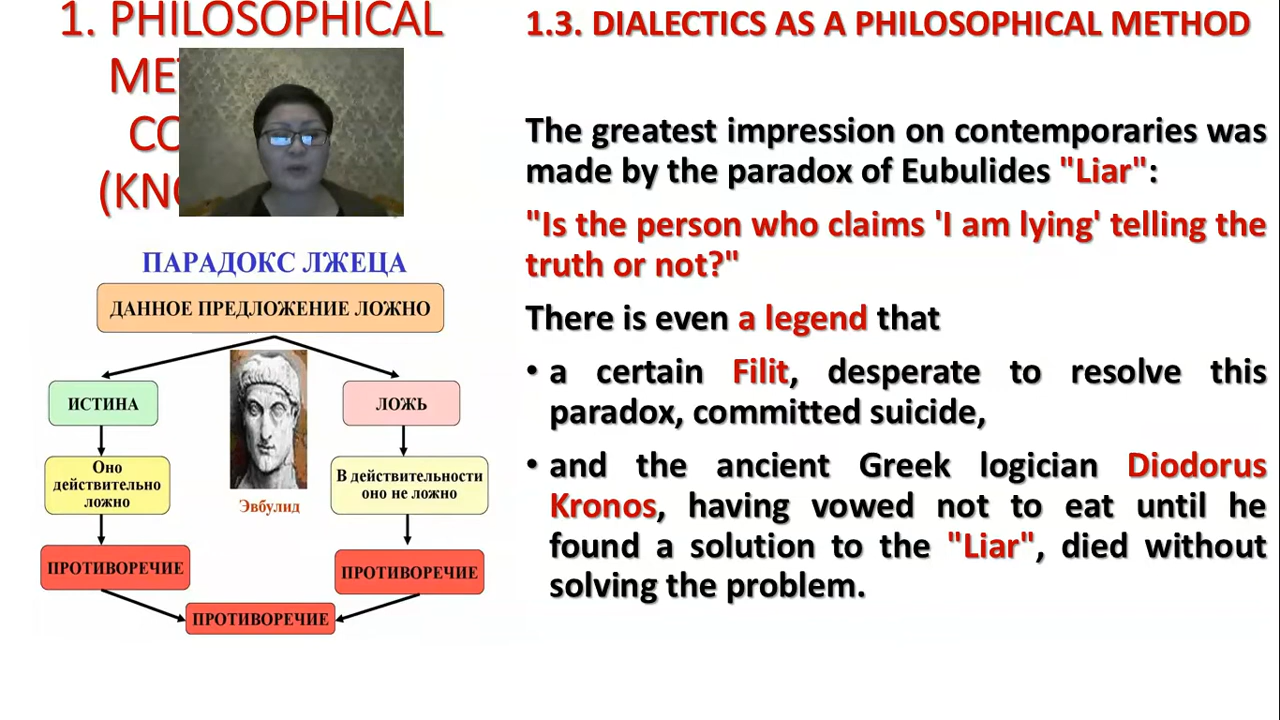 1. PHILOSOPHICAL
1.3. DIALECTICS AS A PHILOSOPHICAL METHOD
The greatest impression on contemporaries was
made by the paradox of Eubulides "Liar":
"Is the person who claims 'I am lying' telling the
truth or not?"
There is even a legend that
• a certain Filit, desperate to resolve this
paradox, committed suicide,
• and the ancient Greek logician Diodorus
Kronos, having vowed not to eat until he
found a solution to the "Liar", died without
solving the problem.
ПАРАДОКС ЛЖЕЦА
ДАННОЕ ПРЕДЛОЖЕНИЕ ЛОЖНО
ИСТИНА
ЛОЖЬ
Оно
действительно
ложно
В действительности
оно не ложно
Эвбулид
ПРОТИВОРЕЧИЕ
ПРОТИВОРЕЧИЕ
ПРОТИВОРЕЧИЕ